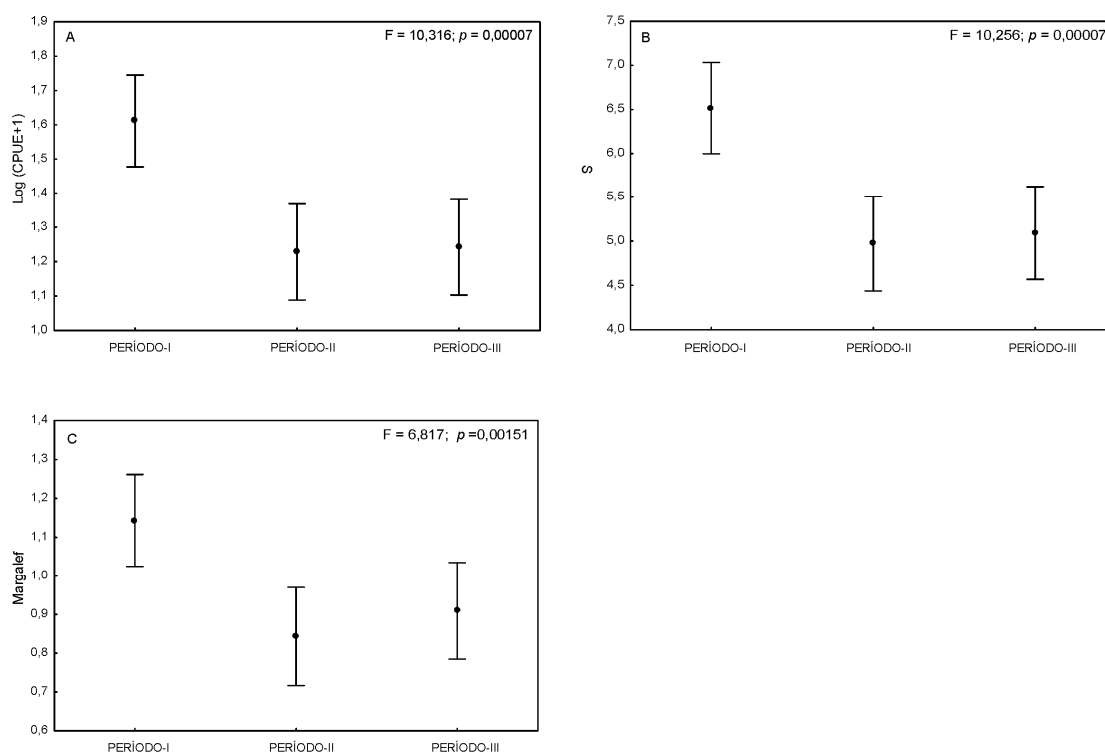 A
F = 10,316; p = 0,00007
Log (CPUE+1)
1,9
1,8
1,7
1,6
1,5
1,4
1,3
1,2
1,1
1,0
PERÍODO-I PERÍODO-II PERÍODO-III
B
F = 10,256; p = 0,00007
S
7,5
7,0
6,5
6,0
5,5
5,0
4,5
4,0
PERÍODO-I PERÍODO-II PERÍODO-III
C
F = 6,817; p =0,00151
Margalef
1,4
1,3
1,2
1,1
1,0
0,9
0,8
0,7
0,6
PERÍODO-I PERÍODO-II PERÍODO-III